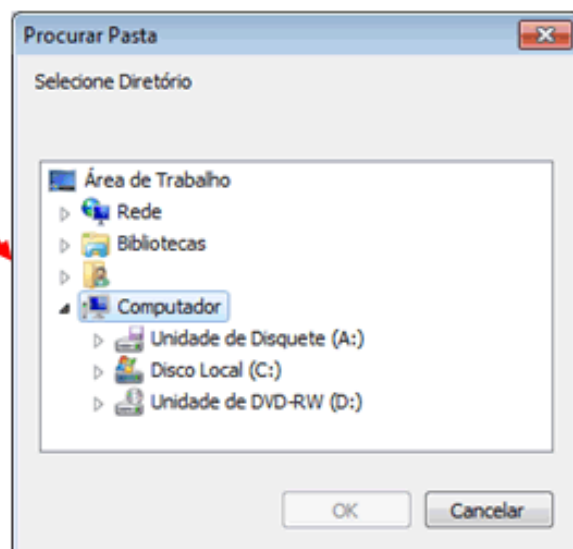 Procurar Pasta
Selecione Diretório
Área de Trabalho
Rede
Bibliotecas
Computador
Unidade de Disquete (A:)
Disco Local (C:)
Unidade de DVD-RW (D:)
OK Cancelar